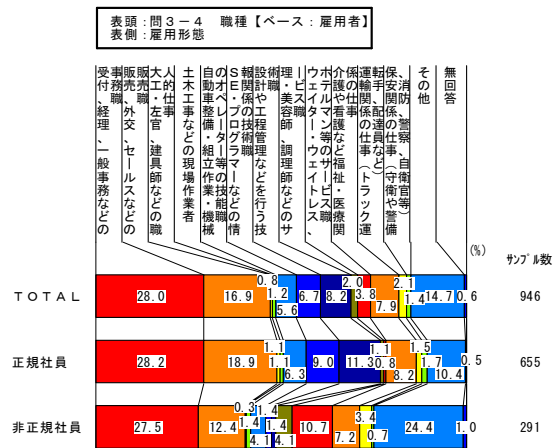 表頭：問３－４　職種【ベース：雇用者】
表側：雇用形態
受付、経理、一般事務などの
事務職
販売、外交、セールスなどの
販売職
大工・左官、建具師などの職
人的仕事
土木工事などの現場作業者
自動車整備・組立作業・機械
のオペレーター等の技能職
ＳＥ・プログラマーなどの情
報関係の技術職
設計や工程管理などを行う技
術職
理・美容師、調理師などのサ
ービス職
ウェイター・ウェイトレス、
ホテルマン等のサービス職
介護や看護など福祉・医療関
係の仕事
運輸関係の仕事（トラック運
転手、配達員など）
保安関係の仕事（守衛や警備
、消防、警察、自衛官等）
その他
無回答
(%)
ｻﾝﾌﾟﾙ数
ＴＯＴＡＬ 28.0 16.9 0.8 1.2 5.6 6.7 8.2 2.0 3.8 7.9 2.1 1.4 14.7 0.6 946
正規社員 28.2 18.9 1.1 1.1 6.3 9.0 11.3 1.1 0.8 8.2 1.5 1.7 10.4 0.5 655
非正規社員 27.5 12.4 0.3 1.4 4.1 1.4 1.4 4.1 10.7 7.2 3.4 0.7 24.4 1.0 291